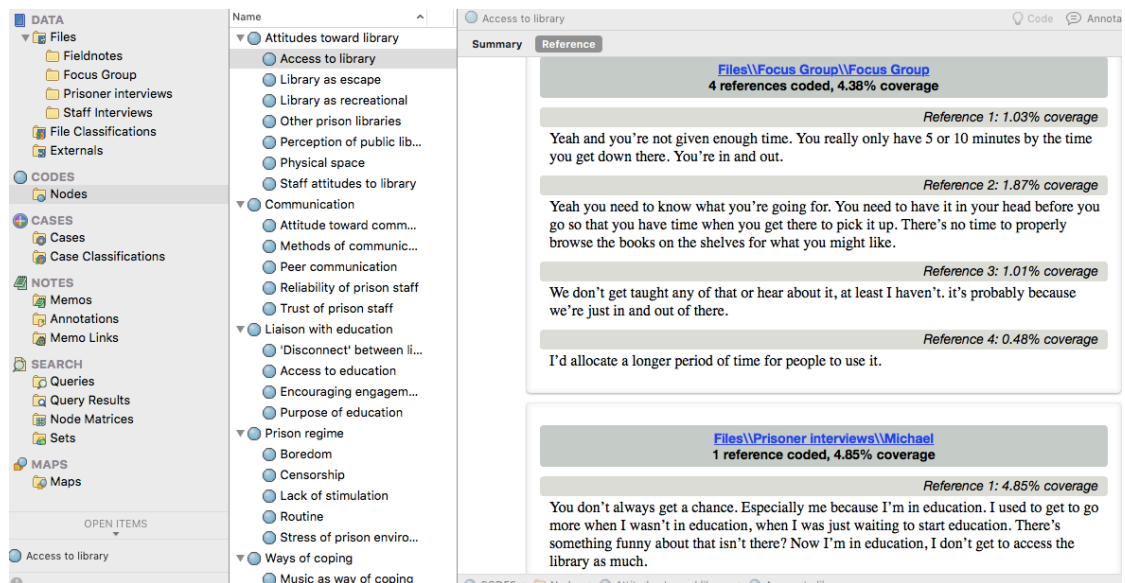 DATA
Files
Fieldnotes
Focus Group
Prisoner interviews
Staff Interviews
File Classifications
Externals
CODES
Nodes
CASES
Cases
Case Classifications
NOTES
Memos
Annotations
Memo Links
SEARCH
Queries
Query Results
Node Matrices
Sets
MAPS
Maps
OPEN ITEMS
Access to library
Name
Attitudes toward library
Access to library
Library as escape
Library as recreational
Other prison libraries
Perception of public lib...
Physical space
Staff attitudes to library
Communication
Attitude toward comm...
Methods of communic...
Peer communication
Reliability of prison staff
Trust of prison staff
Liaison with education
'Disconnect' between li...
Access to education
Encouraging engagem...
Purpose of education
Prison regime
Boredom
Censorship
Lack of stimulation
Routine
Stress of prison enviro...
Ways of coping
Music as way of coping
Access to library
Code
Annota
Summary
Reference
Files\\Focus Group\\Focus Group
4 references coded, 4.38% coverage
Reference 1: 1.03% coverage
Yeah and you’re not given enough time. You really only have 5 or 10 minutes by the time
you get down there. You’re in and out.
Reference 2: 1.87% coverage
Yeah you need to know what you’re going for. You need to have it in your head before you
go so that you have time when you get there to pick it up. There’s no time to properly
browse the books on the shelves for what you might like.
Reference 3: 1.01% coverage
We don’t get taught any of that or hear about it, at least I haven’t. it’s probably because
we’re just in and out of there.
Reference 4: 0.48% coverage
I’d allocate a longer period of time for people to use it.
Files\\Prisoner interviews\\Michael
1 reference coded, 4.85% coverage
Reference 1: 4.85% coverage
You don’t always get a chance. Especially me because I’m in education. I used to get to go
more when I wasn’t in education, when I was just waiting to start education. There’s
something funny about that isn’t there? Now I’m in education, I don’t get to access the
library as much.